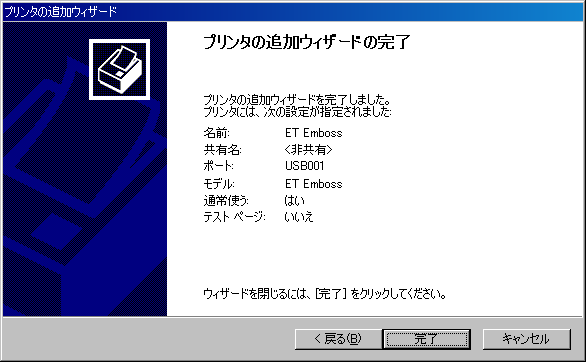 プリンタの追加ウィザード
プリンタの追加ウィザードの完了
プリンタの追加ウィザードを完了しました。
プリンタには、次の設定が指定されました:
名前: ET Emboss
共有名: <非共有>
ポート: USB001
モデル: ET Emboss
通常使う: はい
テスト ページ: いいえ
ウィザードを閉じるには、[完了] をクリックしてください。
< 戻る(B) 完了 キャンセル